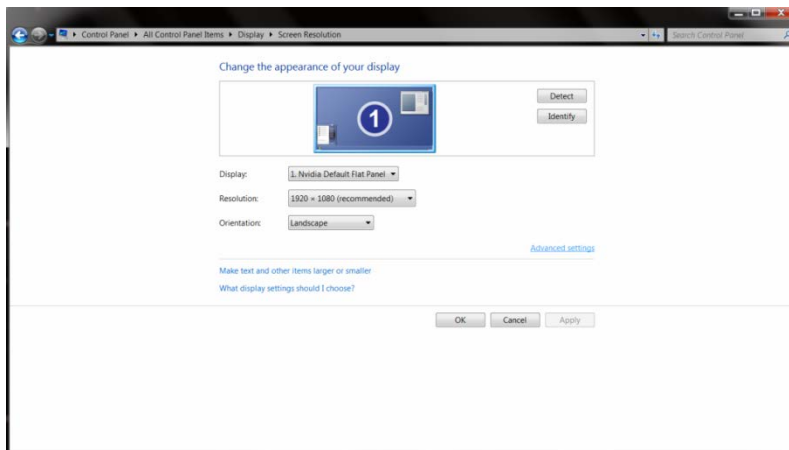 Control Panel ▸ All Control Panel Items ▸ Display ▸ Screen Resolution
Search Control Panel
Change the appearance of your display
1
Detect
Identify
Display: 1. Nvidia Default Flat Panel
Resolution: 1920 × 1080 (recommended)
Orientation: Landscape
Advanced settings
Make text and other items larger or smaller
What display settings should I choose?
OK Cancel Apply